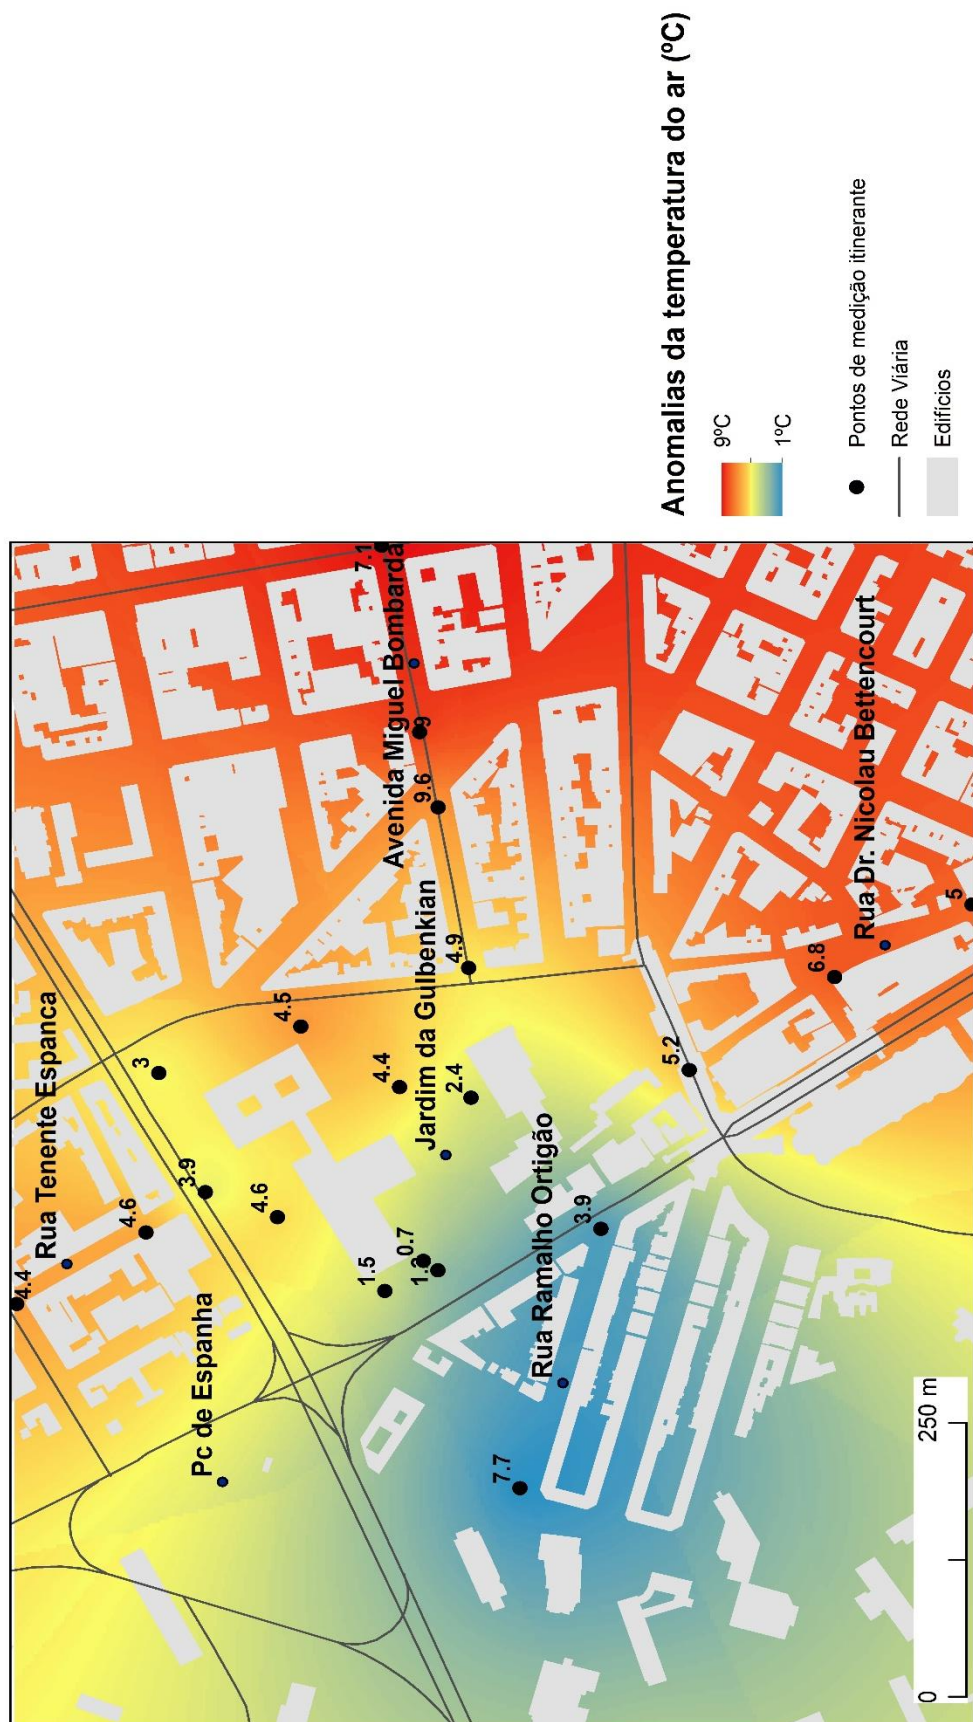 4.4
Rua Tenente Espanca
4.6
3
3.9
Pc de Espanha
4.6
4.5
1.5
7.1
4.4
Avenida Miguel Bombarda
0.7
9
9.6
Jardim da Gulbenkian
4.9
2.4
7.7
Rua Ramalho Ortigão
3.9
5.2
6.8
Rua Dr. Nicolau Bettencourt
5
0 250 m
Anomalias da temperatura do ar (ºC)
9ºC
1ºC
Pontos de medição itinerante
Rede Viária
Edifícios